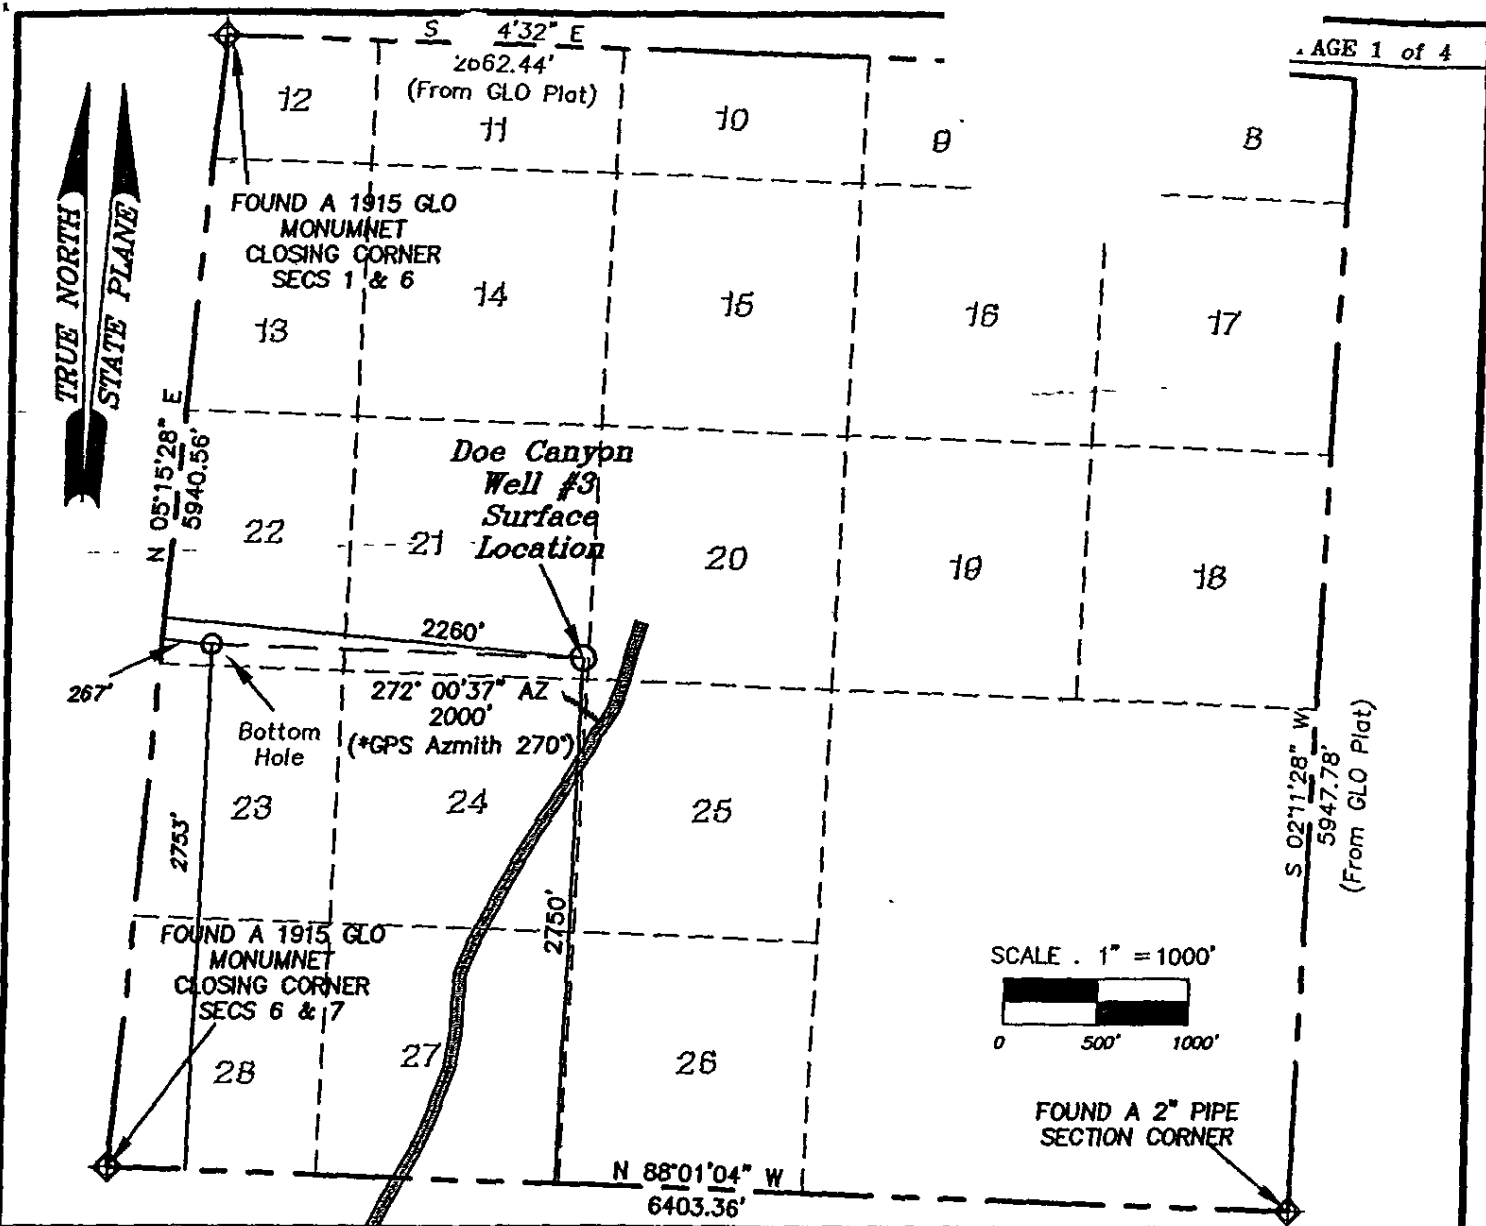 AGE 1 of 4
S 4'32" E
2662.44'
(From GLO Plat)
12
11
10
9
8
TRUE NORTH
STATE PLANE
FOUND A 1915 GLO
MONUMNET
CLOSING CORNER
SECS 1 & 6
13
14
15
16
17
N 05°15'28" E
5940.56'
Doe Canyon
Well #3
Surface
Location
22
21
20
19
18
2260'
267'
Bottom
Hole
272° 00'37" AZ
2000'
(*GPS Azmith 270°)
S 02°11'28" W
5947.78'
(From GLO Plat)
23
24
25
2753'
2750'
FOUND A 1915 GLO
MONUMNET
CLOSING CORNER
SECS 6 & 7
SCALE . 1" = 1000'
0 500' 1000'
28
27
26
FOUND A 2" PIPE
SECTION CORNER
N 88°01'04" W
6403.36'